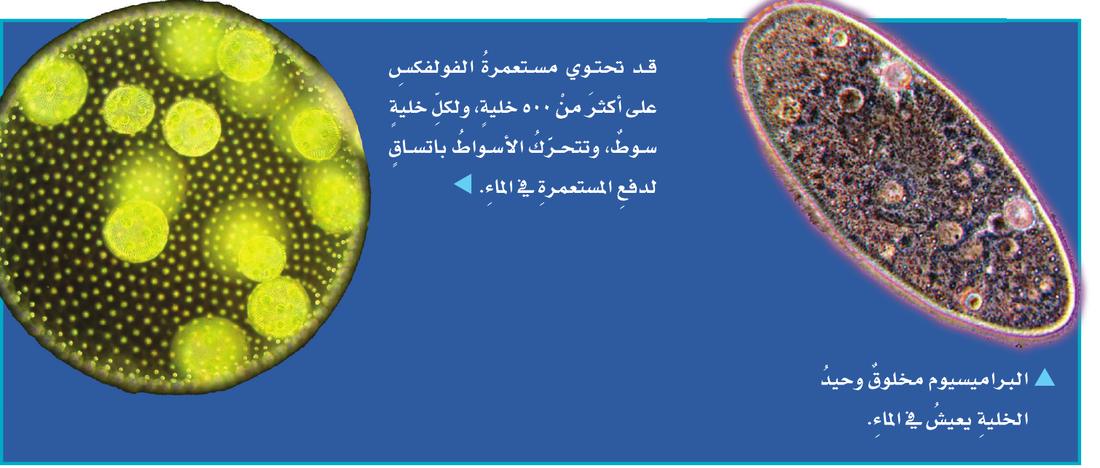 قد تحتوي مستعمرةُ الفولفكسِ
على أكثرَ منْ ٥٠٠ خليةٍ، ولكلِّ خليةٍ
سوطٌ، وتتحرّكُ الأسواطُ باتساقٍ
لدفعِ المستعمرةِ في الماءِ.
البراميسيوم مخلوقٌ وحيدُ
الخليةِ يعيشُ في الماءِ.